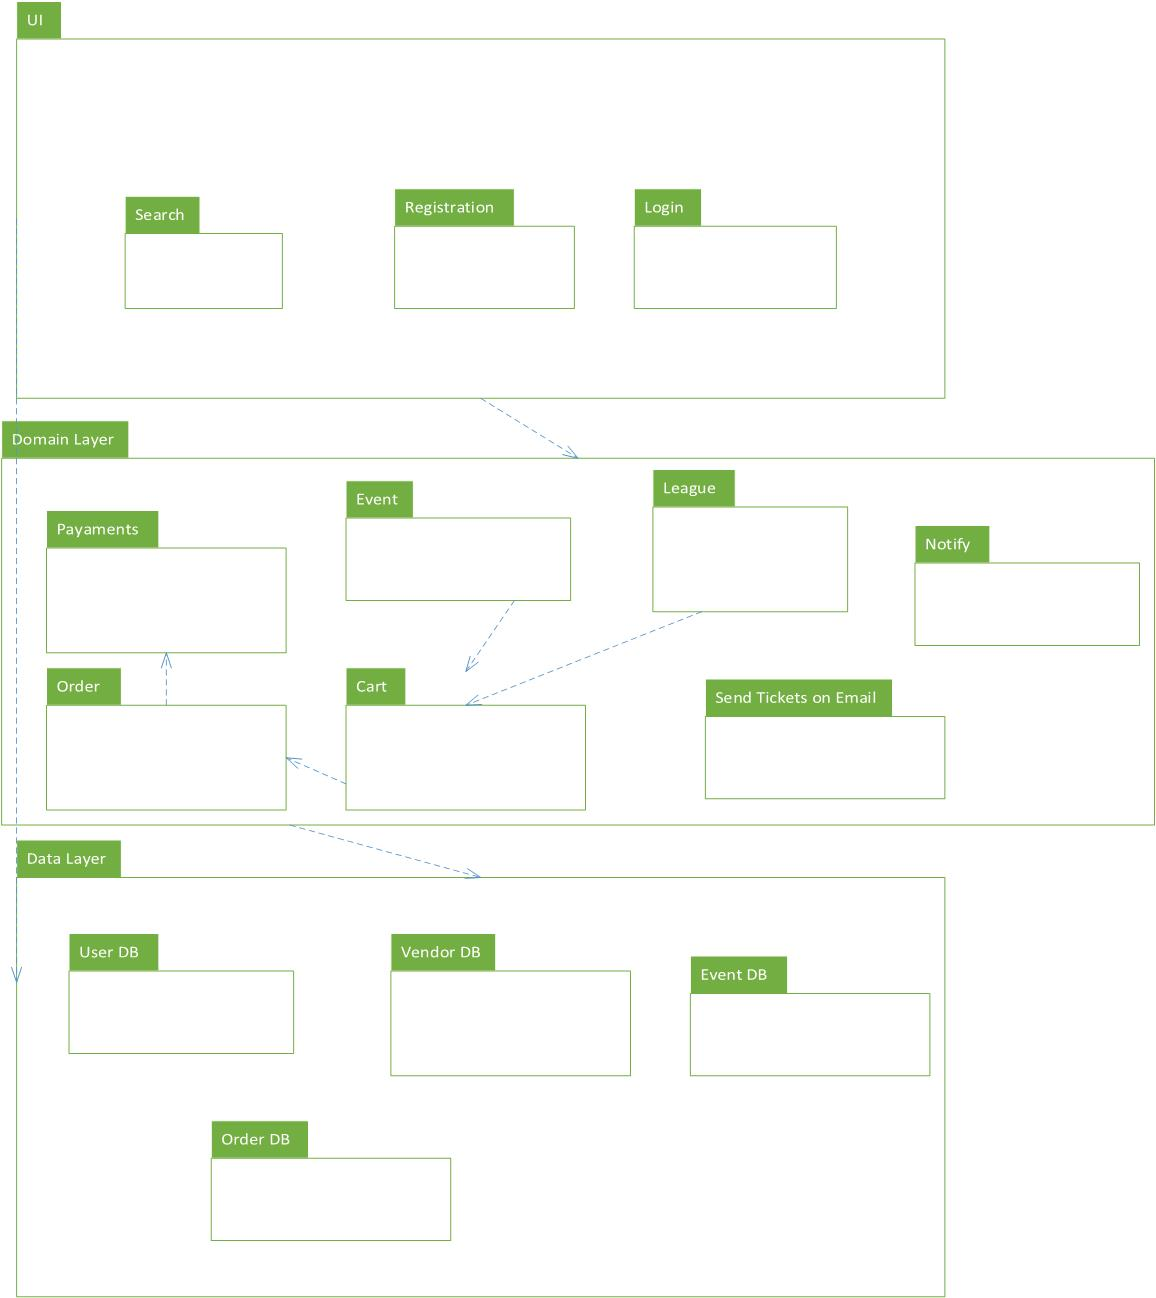 UI
Search
Registration
Login
Domain Layer
Payaments
Event
League
Notify
Order
Cart
Send Tickets on Email
Data Layer
User DB
Vendor DB
Event DB
Order DB